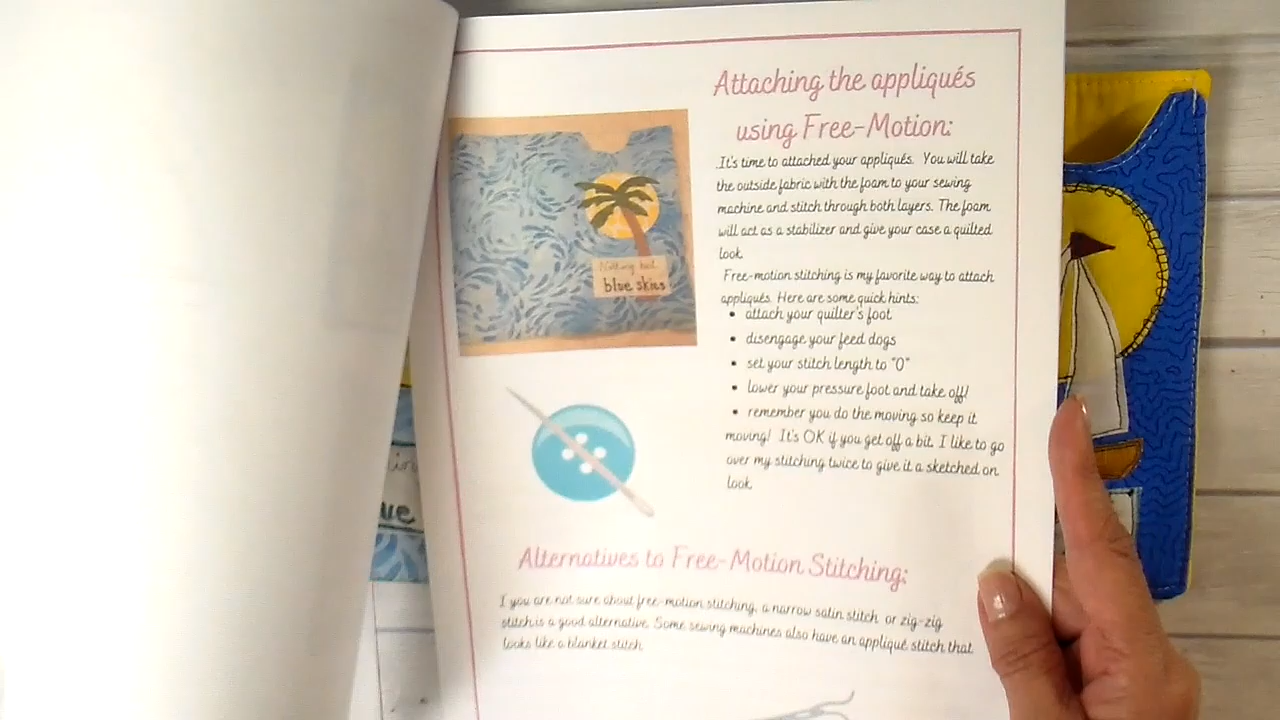 Attaching the appliqués
using Free-Motion:
It's time to attached your appliqués. You will take
the outside fabric with the foam to your sewing
machine and stitch through both layers. The foam
will act as a stabilizer and give your case a quilted
look.
Free-motion stitching is my favorite way to attach
appliqués. Here are some quick hints:
• attach your quilter's foot
• disengage your feed dogs
• set your stitch length to "0"
• lower your pressure foot and take off!
• remember you do the moving so keep it
moving! It's OK if you get off a bit. I like to go
over my stitching twice to give it a sketched on
look.
Nothing but
blue skies
Alternatives to Free-Motion Stitching:
I you are not sure about free-motion stitching, a narrow satin stitch or zig-zig
stitch is a good alternative. Some sewing machines also have an appliqué stitch that
looks like a blanket stitch.